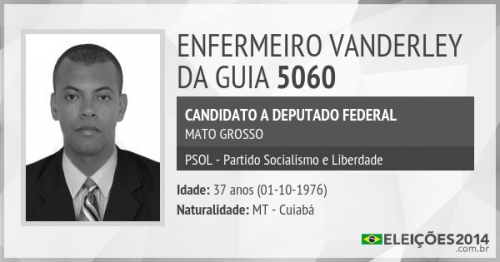 ENFERMEIRO VANDERLEY
DA GUIA 5060
CANDIDATO A DEPUTADO FEDERAL
MATO GROSSO
PSOL - Partido Socialismo e Liberdade
Idade: 37 anos (01-10-1976)
Naturalidade: MT - Cuiabá
ELEIÇÕES2014
.com.br